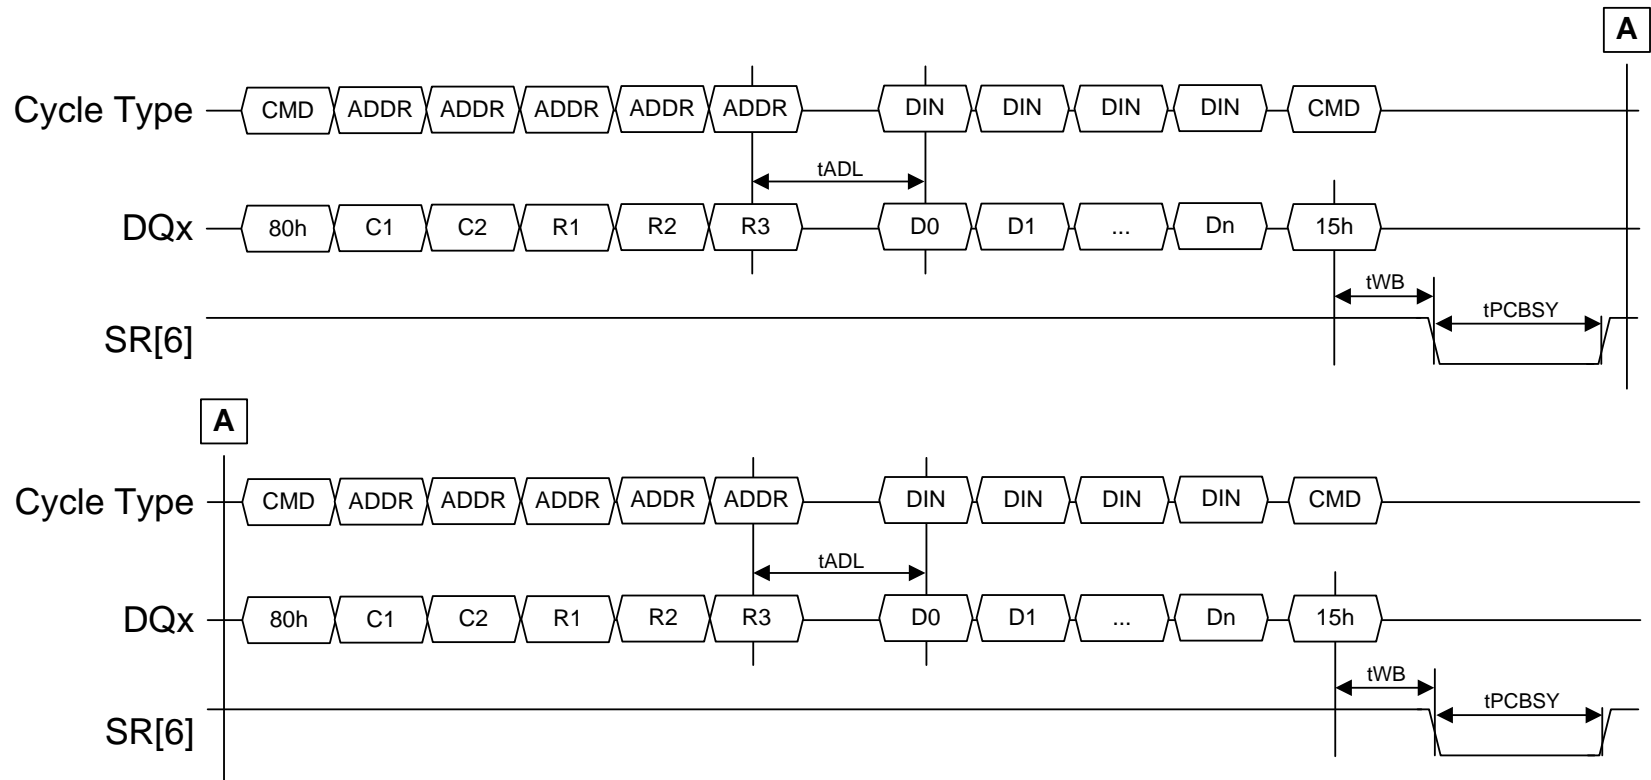 A
Cycle Type CMD ADDR ADDR ADDR ADDR ADDR DIN DIN DIN DIN CMD
tADL
DQx 80h C1 C2 R1 R2 R3 D0 D1 ... Dn 15h
tWB
tPCBSY
SR[6]
A
Cycle Type CMD ADDR ADDR ADDR ADDR ADDR DIN DIN DIN DIN CMD
tADL
DQx 80h C1 C2 R1 R2 R3 D0 D1 ... Dn 15h
tWB
tPCBSY
SR[6]